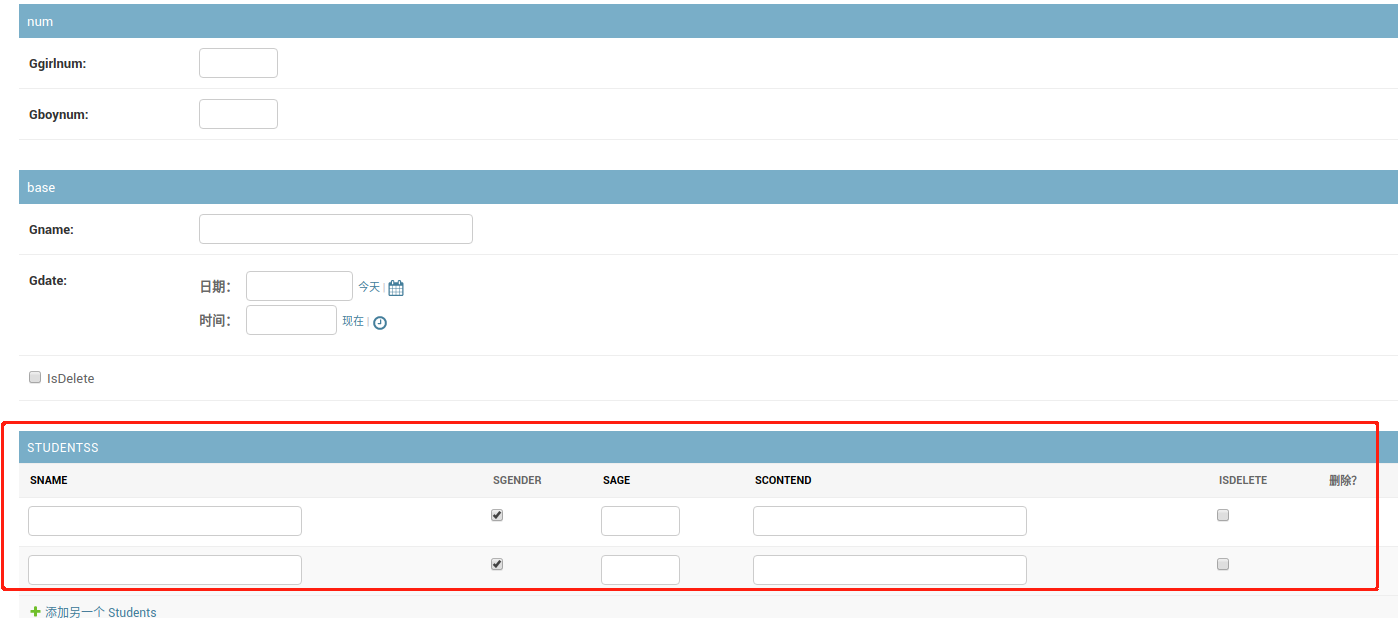 num
Ggirlnum:
Gboynum:
base
Gname:
Gdate:
日期： 今天 |
时间： 现在 |
IsDelete
STUDENTSS
SNAME SGENDER SAGE SCONTEND ISDELETE 删除？
添加另一个 Students